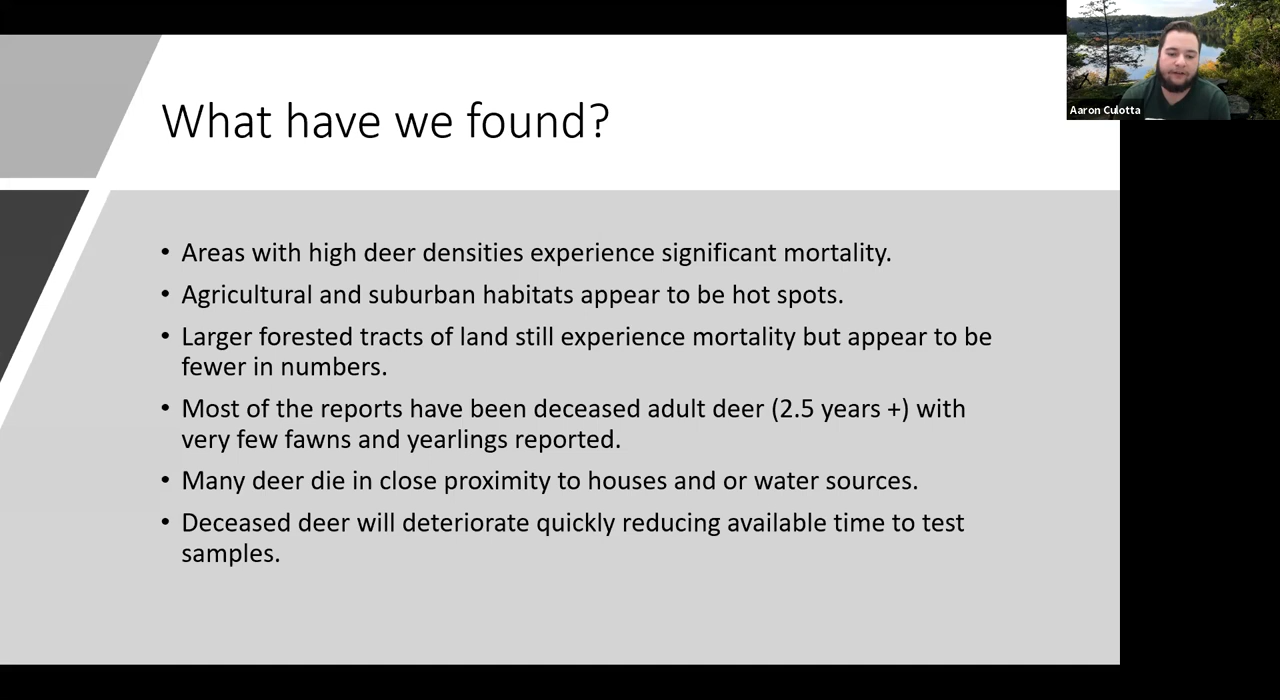 What have we found?
Aaron Culotta
• Areas with high deer densities experience significant mortality.
• Agricultural and suburban habitats appear to be hot spots.
• Larger forested tracts of land still experience mortality but appear to be
fewer in numbers.
• Most of the reports have been deceased adult deer (2.5 years +) with
very few fawns and yearlings reported.
• Many deer die in close proximity to houses and or water sources.
• Deceased deer will deteriorate quickly reducing available time to test
samples.